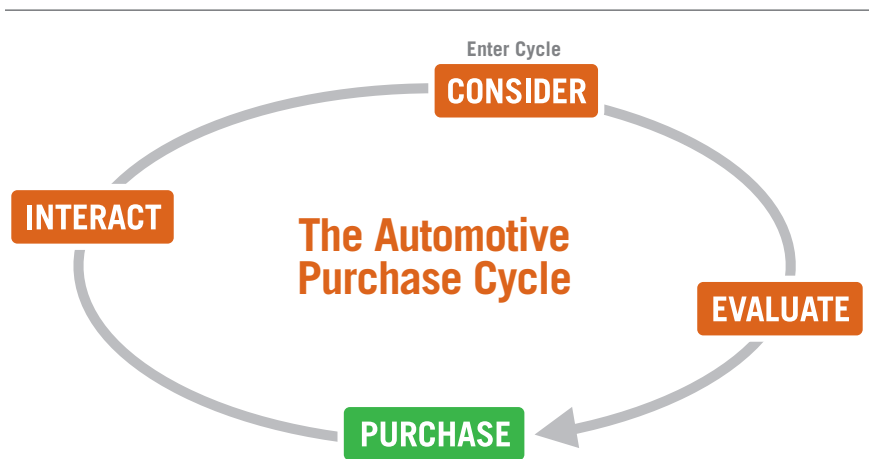 Enter Cycle
CONSIDER
INTERACT
The Automotive
Purchase Cycle
EVALUATE
PURCHASE